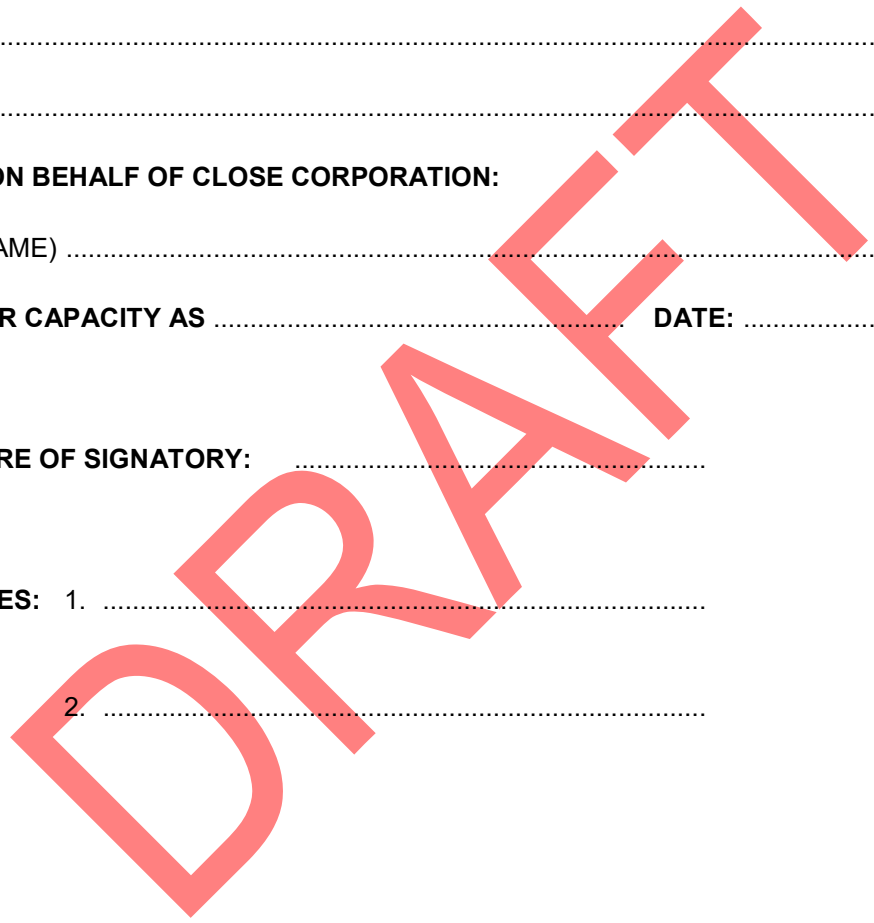 ..........................................................................................................................
..........................................................................................................................
ON BEHALF OF CLOSE CORPORATION:
AME) ..............................................................................................................
R CAPACITY AS ........................................................ DATE: ..................
RE OF SIGNATORY: ........................................................
ES: 1. ..................................................................................
2. ..................................................................................
DRAFT